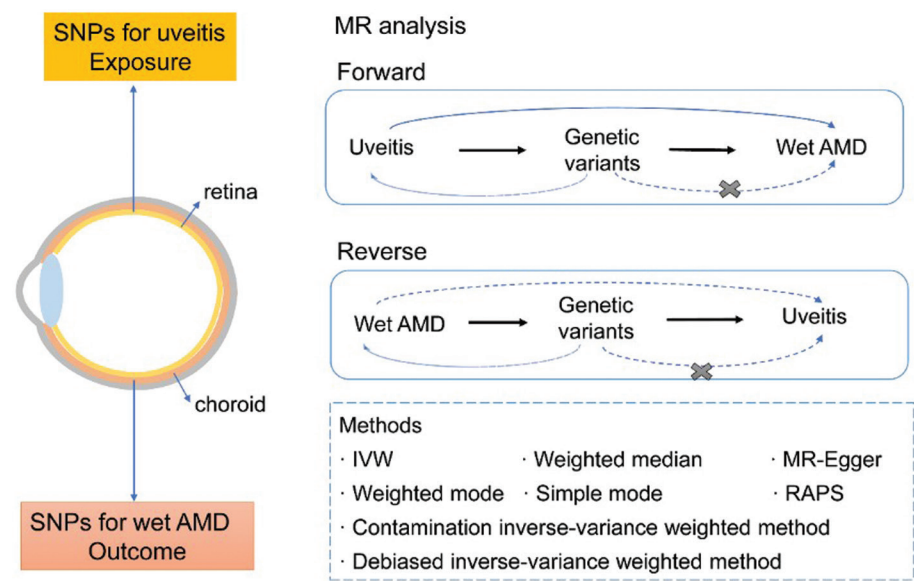 SNPs for uveitis
Exposure
retina
choroid
SNPs for wet AMD
Outcome
MR analysis
Forward
Uveitis
Genetic
variants
Wet AMD
Reverse
Wet AMD
Genetic
variants
Uveitis
Methods
· IVW · Weighted median · MR-Egger
· Weighted mode · Simple mode · RAPS
· Contamination inverse-variance weighted method
· Debiased inverse-variance weighted method